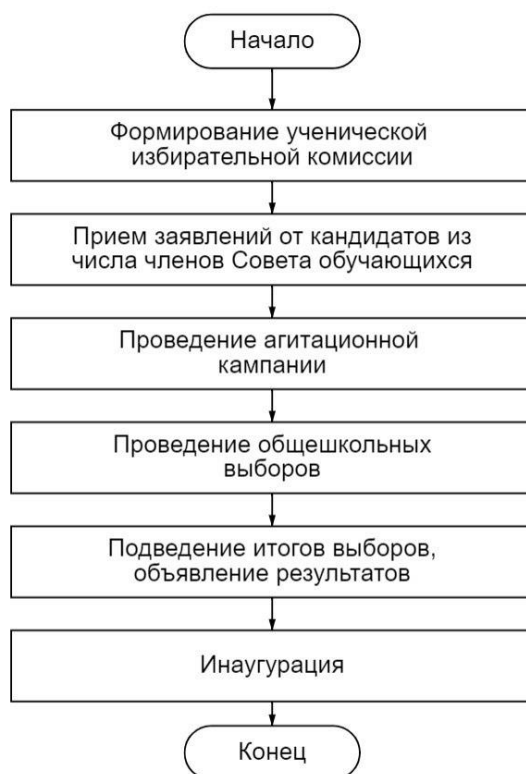 Начало
Формирование ученической
избирательной комиссии
Прием заявлений от кандидатов из
числа членов Совета обучающихся
Проведение агитационной
кампании
Проведение общешкольных
выборов
Подведение итогов выборов,
объявление результатов
Инаугурация
Конец